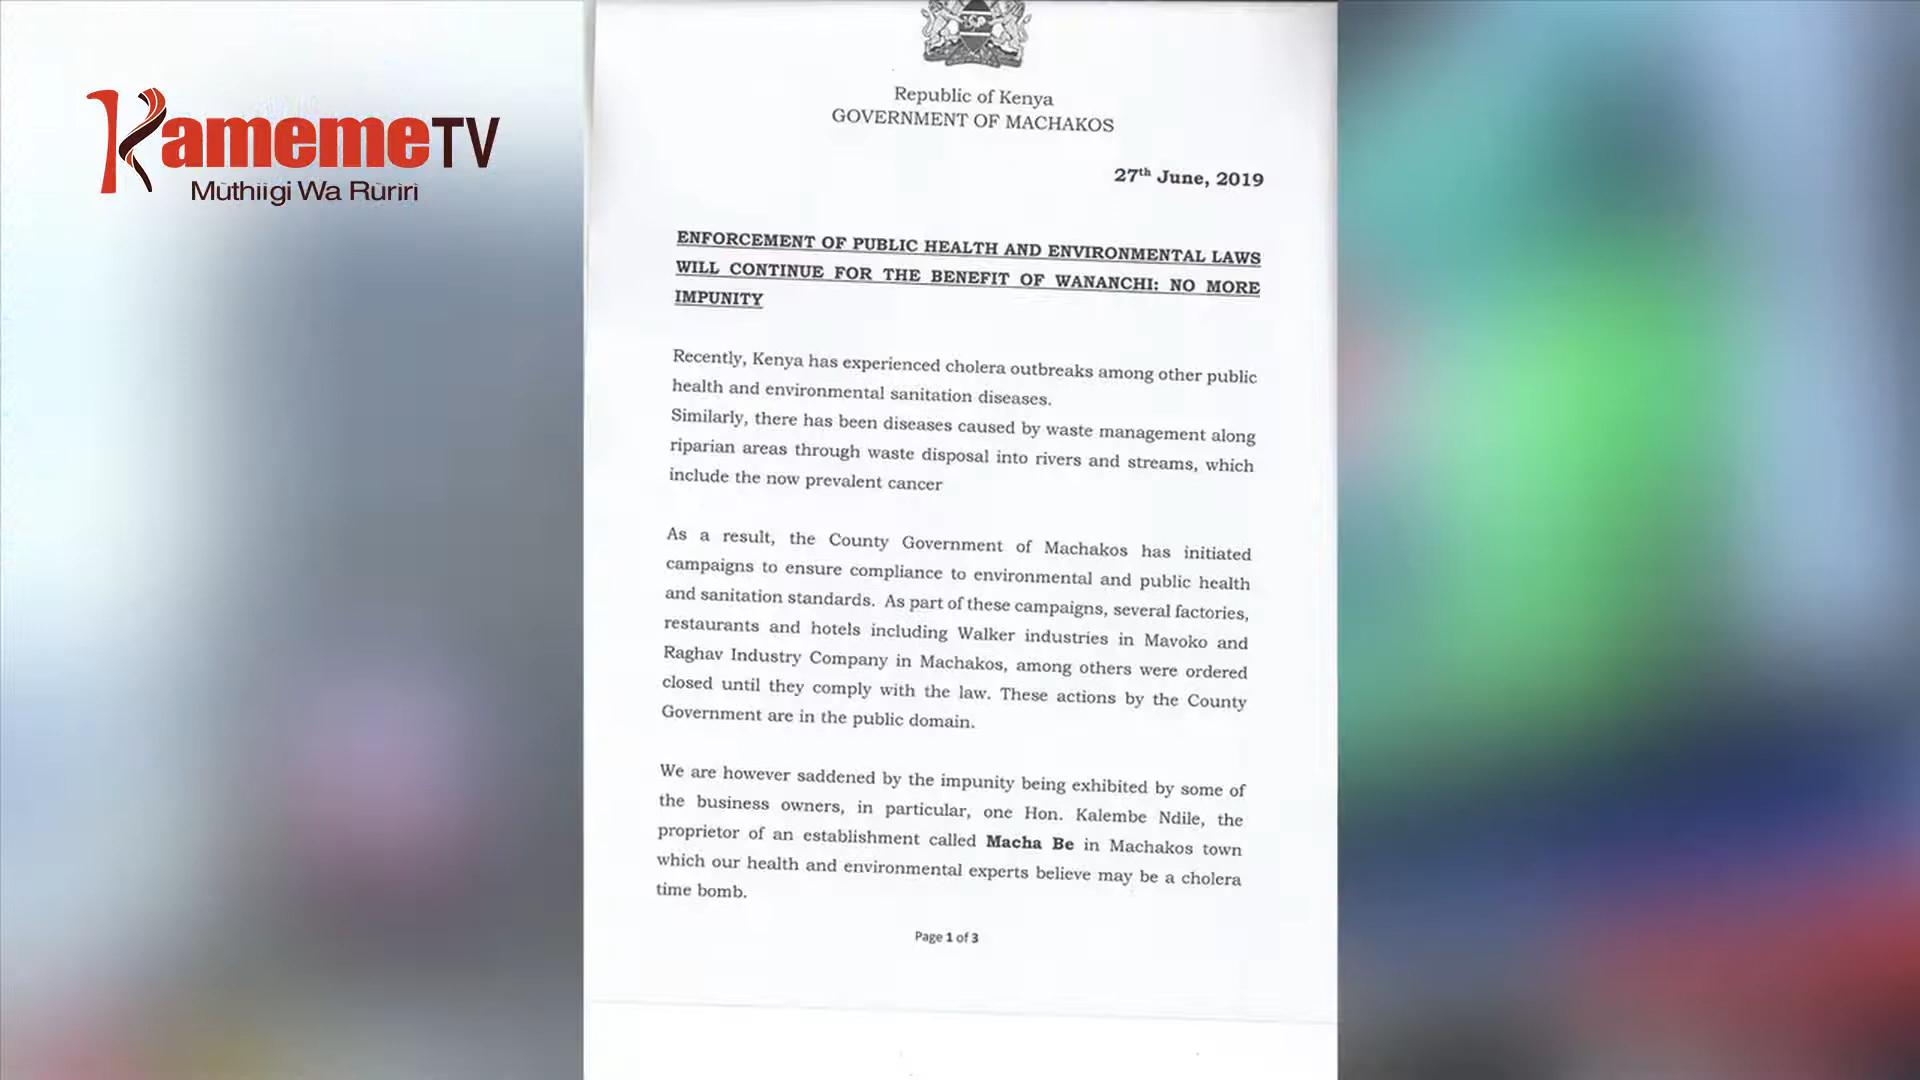 KamemeTV
Mũthiigi Wa Rũrĩrĩ
Republic of Kenya
GOVERNMENT OF MACHAKOS
27th June, 2019
ENFORCEMENT OF PUBLIC HEALTH AND ENVIRONMENTAL LAWS
WILL CONTINUE FOR THE BENEFIT OF WANANCHI: NO MORE
IMPUNITY
Recently, Kenya has experienced cholera outbreaks among other public
health and environmental sanitation diseases.
Similarly, there has been diseases caused by waste management along
riparian areas through waste disposal into rivers and streams, which
include the now prevalent cancer
As a result, the County Government of Machakos has initiated
campaigns to ensure compliance to environmental and public health
and sanitation standards. As part of these campaigns, several factories,
restaurants and hotels including Walker industries in Mavoko and
Raghav Industry Company in Machakos, among others were ordered
closed until they comply with the law. These actions by the County
Government are in the public domain.
We are however saddened by the impunity being exhibited by some of
the business owners, in particular, one Hon. Kalembe Ndile, the
proprietor of an establishment called Macha Be in Machakos town
which our health and environmental experts believe may be a cholera
time bomb.
Page 1 of 3